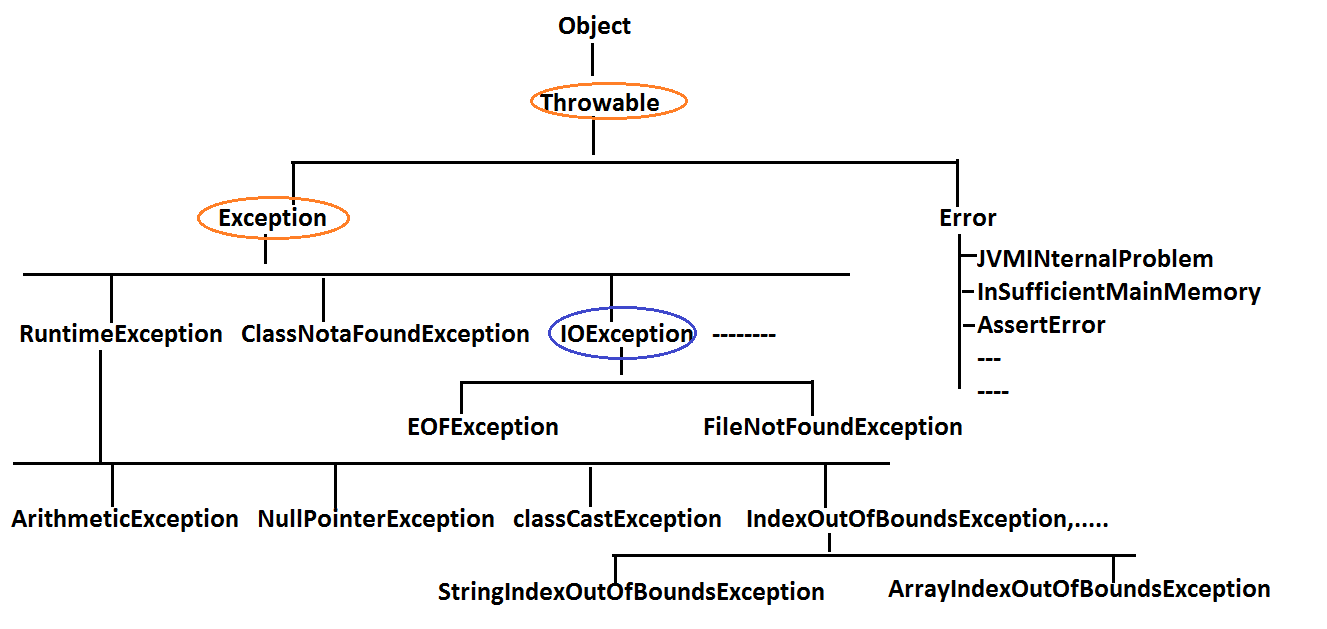 Object
Throwable
Exception
Error
JVMINternalProblem
InSufficientMainMemory
AssertError
---
----
RuntimeException
ClassNotaFoundException
IOException
--------
EOFException
FileNotFoundException
ArithmeticException
NullPointerException
classCastException
IndexOutOfBoundsException,.....
StringIndexOutOfBoundsException
ArrayIndexOutOfBoundsException